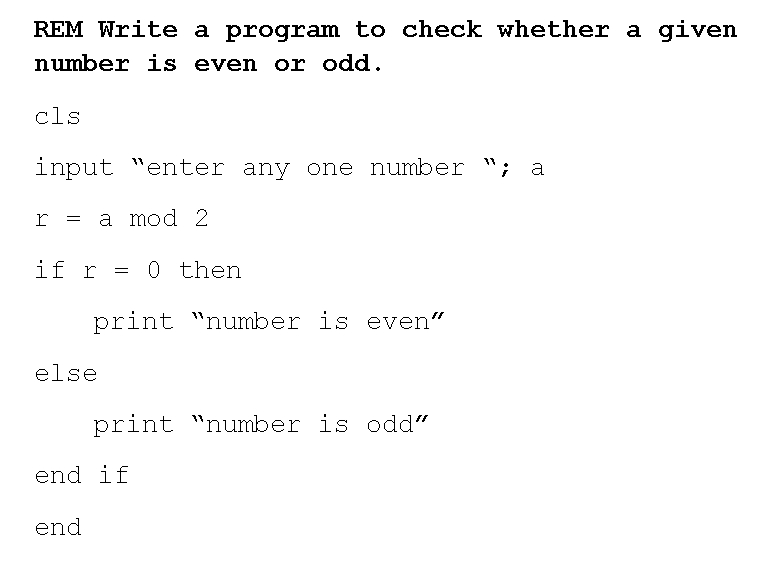 REM Write a program to check whether a given
number is even or odd.
cls
input “enter any one number “; a
r = a mod 2
if r = 0 then
print “number is even”
else
print “number is odd”
end if
end